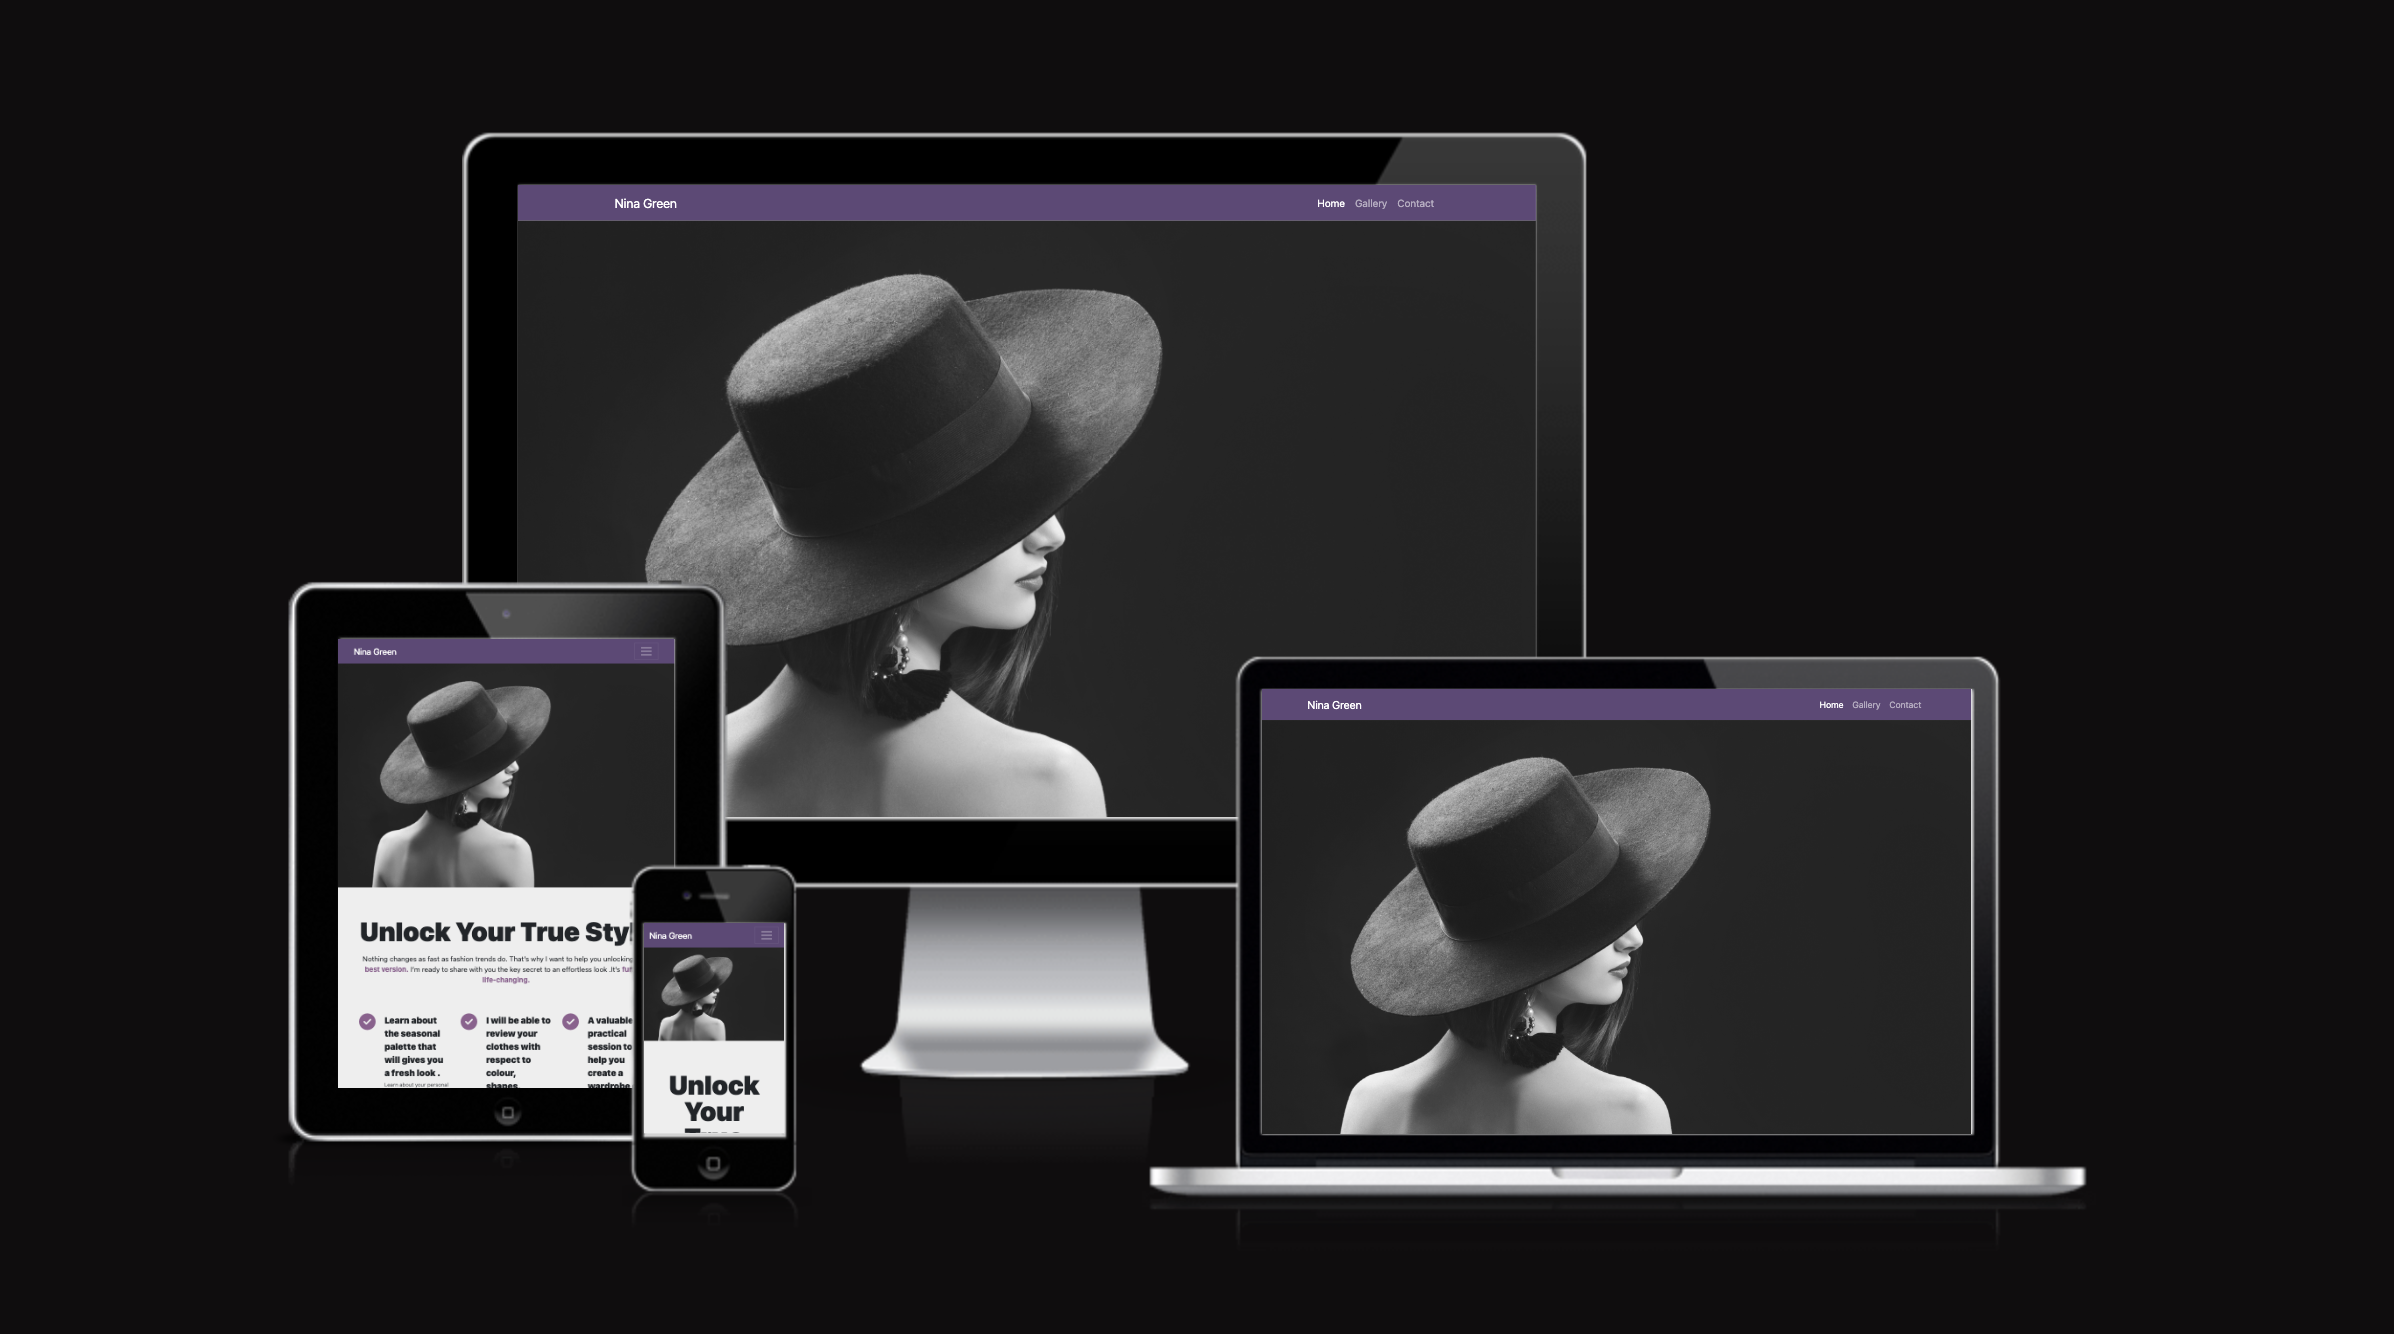 Nina Green
Home Gallery Contact
Nina Green
Unlock Your True Sty
Nothing changes as fast as fashion trends do. That's why I want to help you unlocking
best version. I'm ready to share with you the key secret to an effortless look .It's
life-changing.
Learn about
the seasonal
palette that
will gives you
a fresh look .
Learn about your personal
I will be able to
review your
clothes with
respect to
colour,
shapes
A valuable
practical
session to
help you
create a
wardrobe
Nina Green
Unlock
Your
Nina Green
Home Gallery Contact